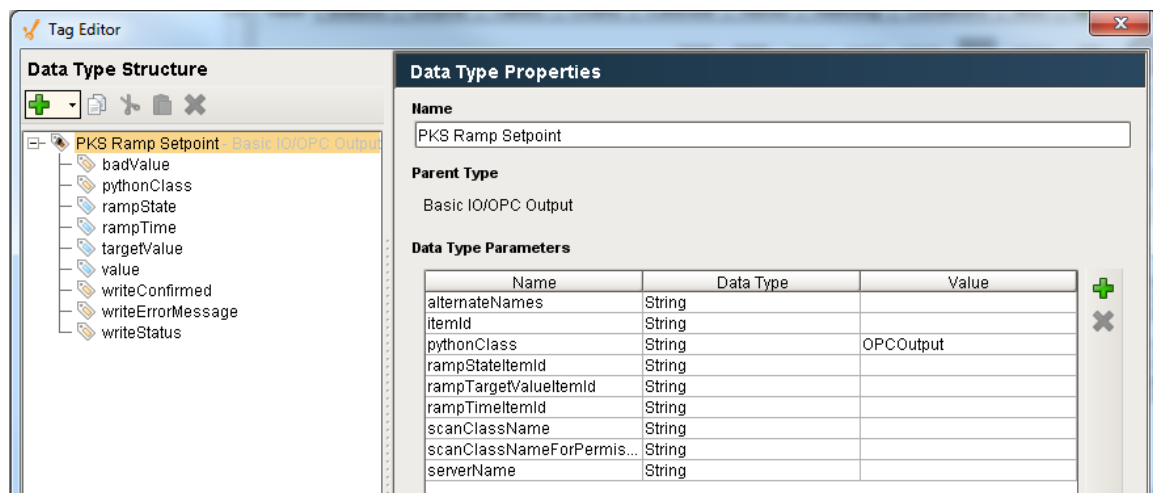 Tag Editor
Data Type Structure
PKS Ramp Setpoint - Basic IO/OPC Output
badValue
pythonClass
rampState
rampTime
targetValue
value
writeConfirmed
writeErrorMessage
writeStatus
Data Type Properties
Name
PKS Ramp Setpoint
Parent Type
Basic IO/OPC Output
Data Type Parameters
Name Data Type Value
alternateNames String
itemId String
pythonClass String OPCOutput
rampStateItemId String
rampTargetValueItemId String
rampTimeItemId String
scanClassName String
scanClassNameForPermis... String
serverName String